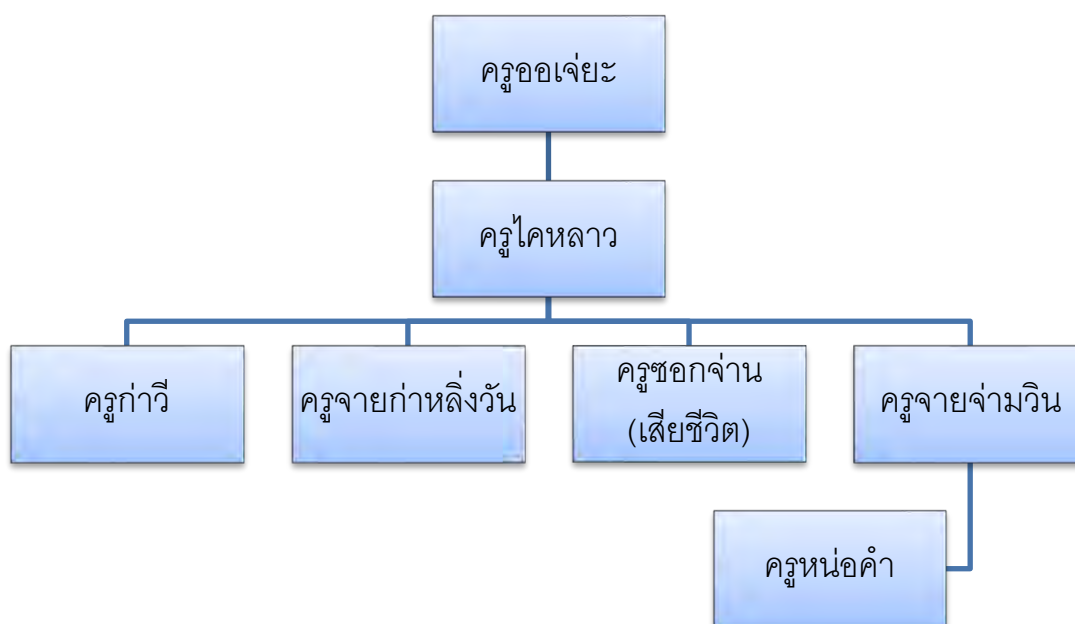 ครูออเจ่ยะ
ครูไคหลาว
ครูก่าวี
ครูจายก่าหลิ่งวัน
ครูซอกจ่าน
(เสียชีวิต)
ครูจายจ่ามวิน
ครูหน่อคำ